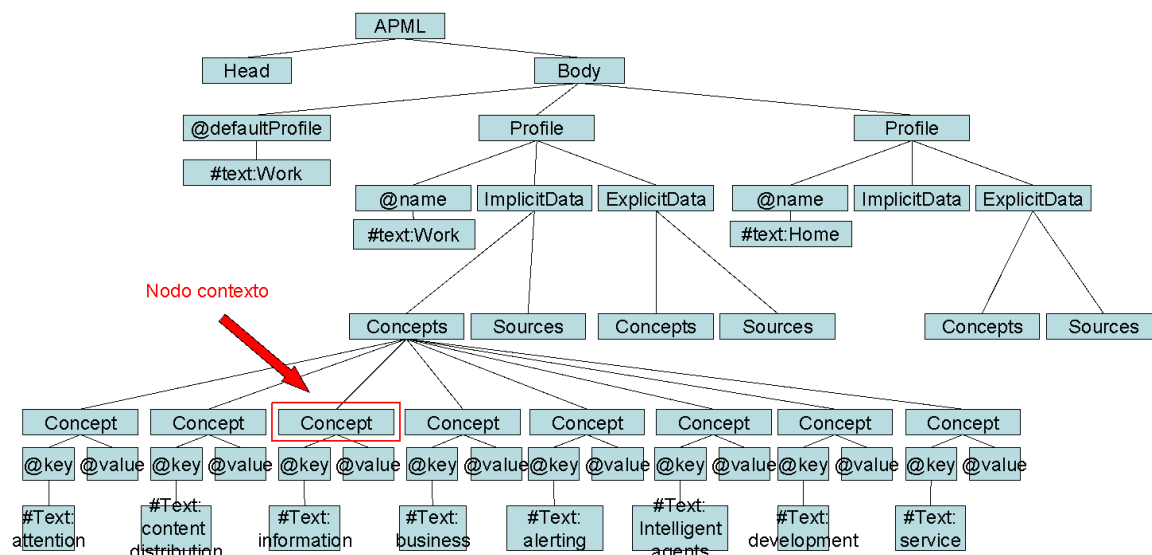 APML
Head
Body
@defaultProfile
Profile
Profile
#text:Work
@name
ImplicitData
ExplicitData
@name
ImplicitData
ExplicitData
#text:Work
#text:Home
Nodo contexto
Concepts
Sources
Concepts
Sources
Concepts
Sources
Concept
Concept
Concept
Concept
Concept
Concept
Concept
Concept
@key
@value
@key
@value
@key
@value
@key
@value
@key
@value
@key
@value
@key
@value
@key
@value
#Text:
attention
#Text:
content
distribution
#Text:
information
#Text:
business
#Text:
alerting
#Text:
Intelligent
agents
#Text:
development
#Text:
service